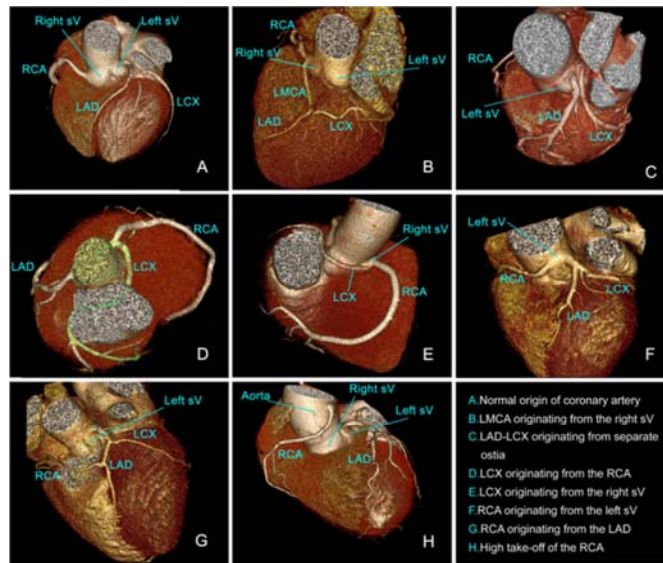 Right sV Left sV
RCA
LAD
LCX
A
Right sV
RCA
Left sV
LMCA
LAD
LCX
B
RCA
Left sV
LAD
LCX
C
RCA
LAD
LCX
D
Right sV
LCX
RCA
E
Left sV
RCA
LCX
LAD
F
Left sV
LCX
RCA
LAD
G
Right sV
Aorta
Left sV
RCA
LAD
H
A.Normal origin of coronary artery
B.LMCA originating from the right sV
C.LAD-LCX originating from separate
ostia
D.LCX originating from the RCA
E.LCX originating from the right sV
F.RCA originating from the left sV
G.RCA originating from the LAD
H.High take-off of the RCA